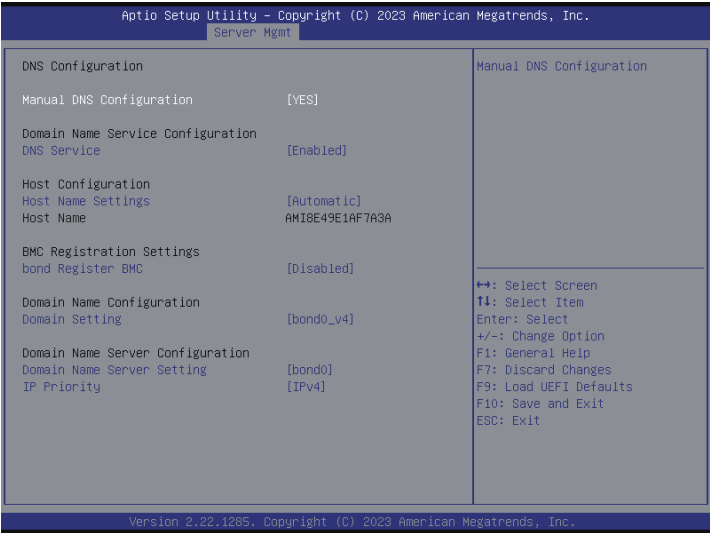 Aptio Setup Utility – Copyright (C) 2023 American Megatrends, Inc.
Server Mgmt
DNS Configuration
Manual DNS Configuration [YES]
Domain Name Service Configuration
DNS Service [Enabled]
Host Configuration
Host Name Settings [Automatic]
Host Name AMI8E49E1AF7A3A
BMC Registration Settings
bond Register BMC [Disabled]
Domain Name Configuration
Domain Setting [bond0_v4]
Domain Name Server Configuration
Domain Name Server Setting [bond0]
IP Priority [IPv4]
Manual DNS Configuration
↔: Select Screen
↑↓: Select Item
Enter: Select
+/-: Change Option
F1: General Help
F7: Discard Changes
F9: Load UEFI Defaults
F10: Save and Exit
ESC: Exit
Version 2.22.1285. Copyright (C) 2023 American Megatrends, Inc.